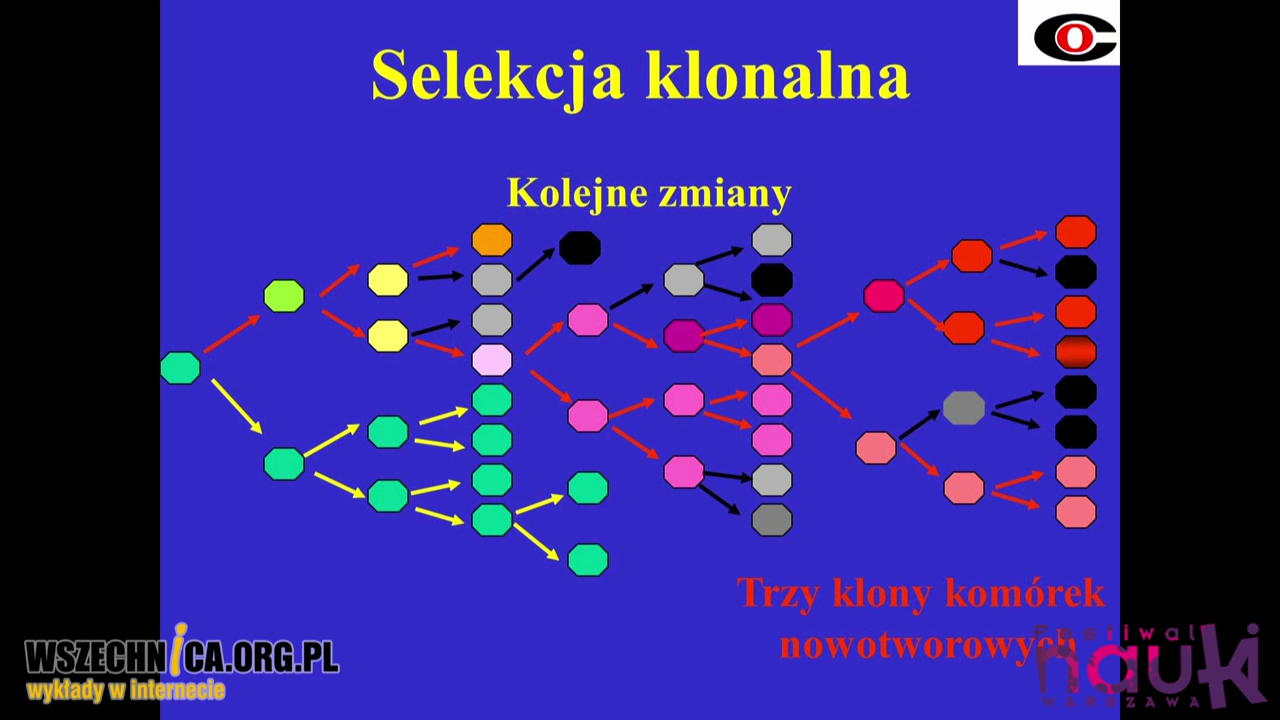 Selekcja klonalna
Kolejne zmiany
Trzy klony komórek
nowotworowych
WSZECHNICA.ORG.PL
wykłady w internecie
Festiwal
nauki
WARSZAWA